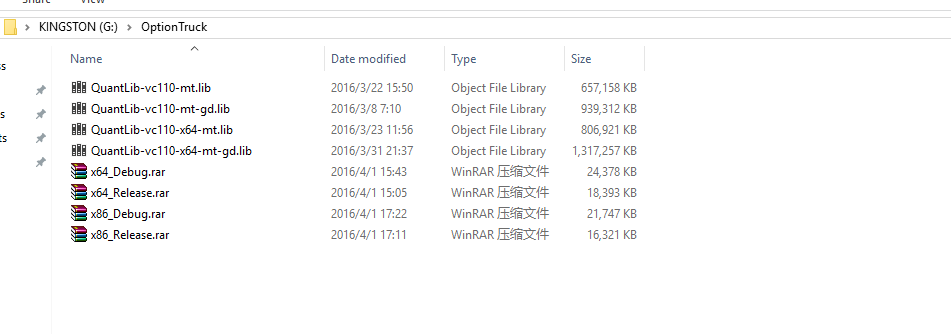 Share View
KINGSTON (G:) OptionTruck
Name Date modified Type Size
QuantLib-vc110-mt.lib 2016/3/22 15:50 Object File Library 657,158 KB
QuantLib-vc110-mt-gd.lib 2016/3/8 7:10 Object File Library 939,312 KB
QuantLib-vc110-x64-mt.lib 2016/3/23 11:56 Object File Library 806,921 KB
QuantLib-vc110-x64-mt-gd.lib 2016/3/31 21:37 Object File Library 1,317,257 KB
x64_Debug.rar 2016/4/1 15:43 WinRAR 压缩文件 24,378 KB
x64_Release.rar 2016/4/1 15:05 WinRAR 压缩文件 18,393 KB
x86_Debug.rar 2016/4/1 17:22 WinRAR 压缩文件 21,747 KB
x86_Release.rar 2016/4/1 17:11 WinRAR 压缩文件 16,321 KB